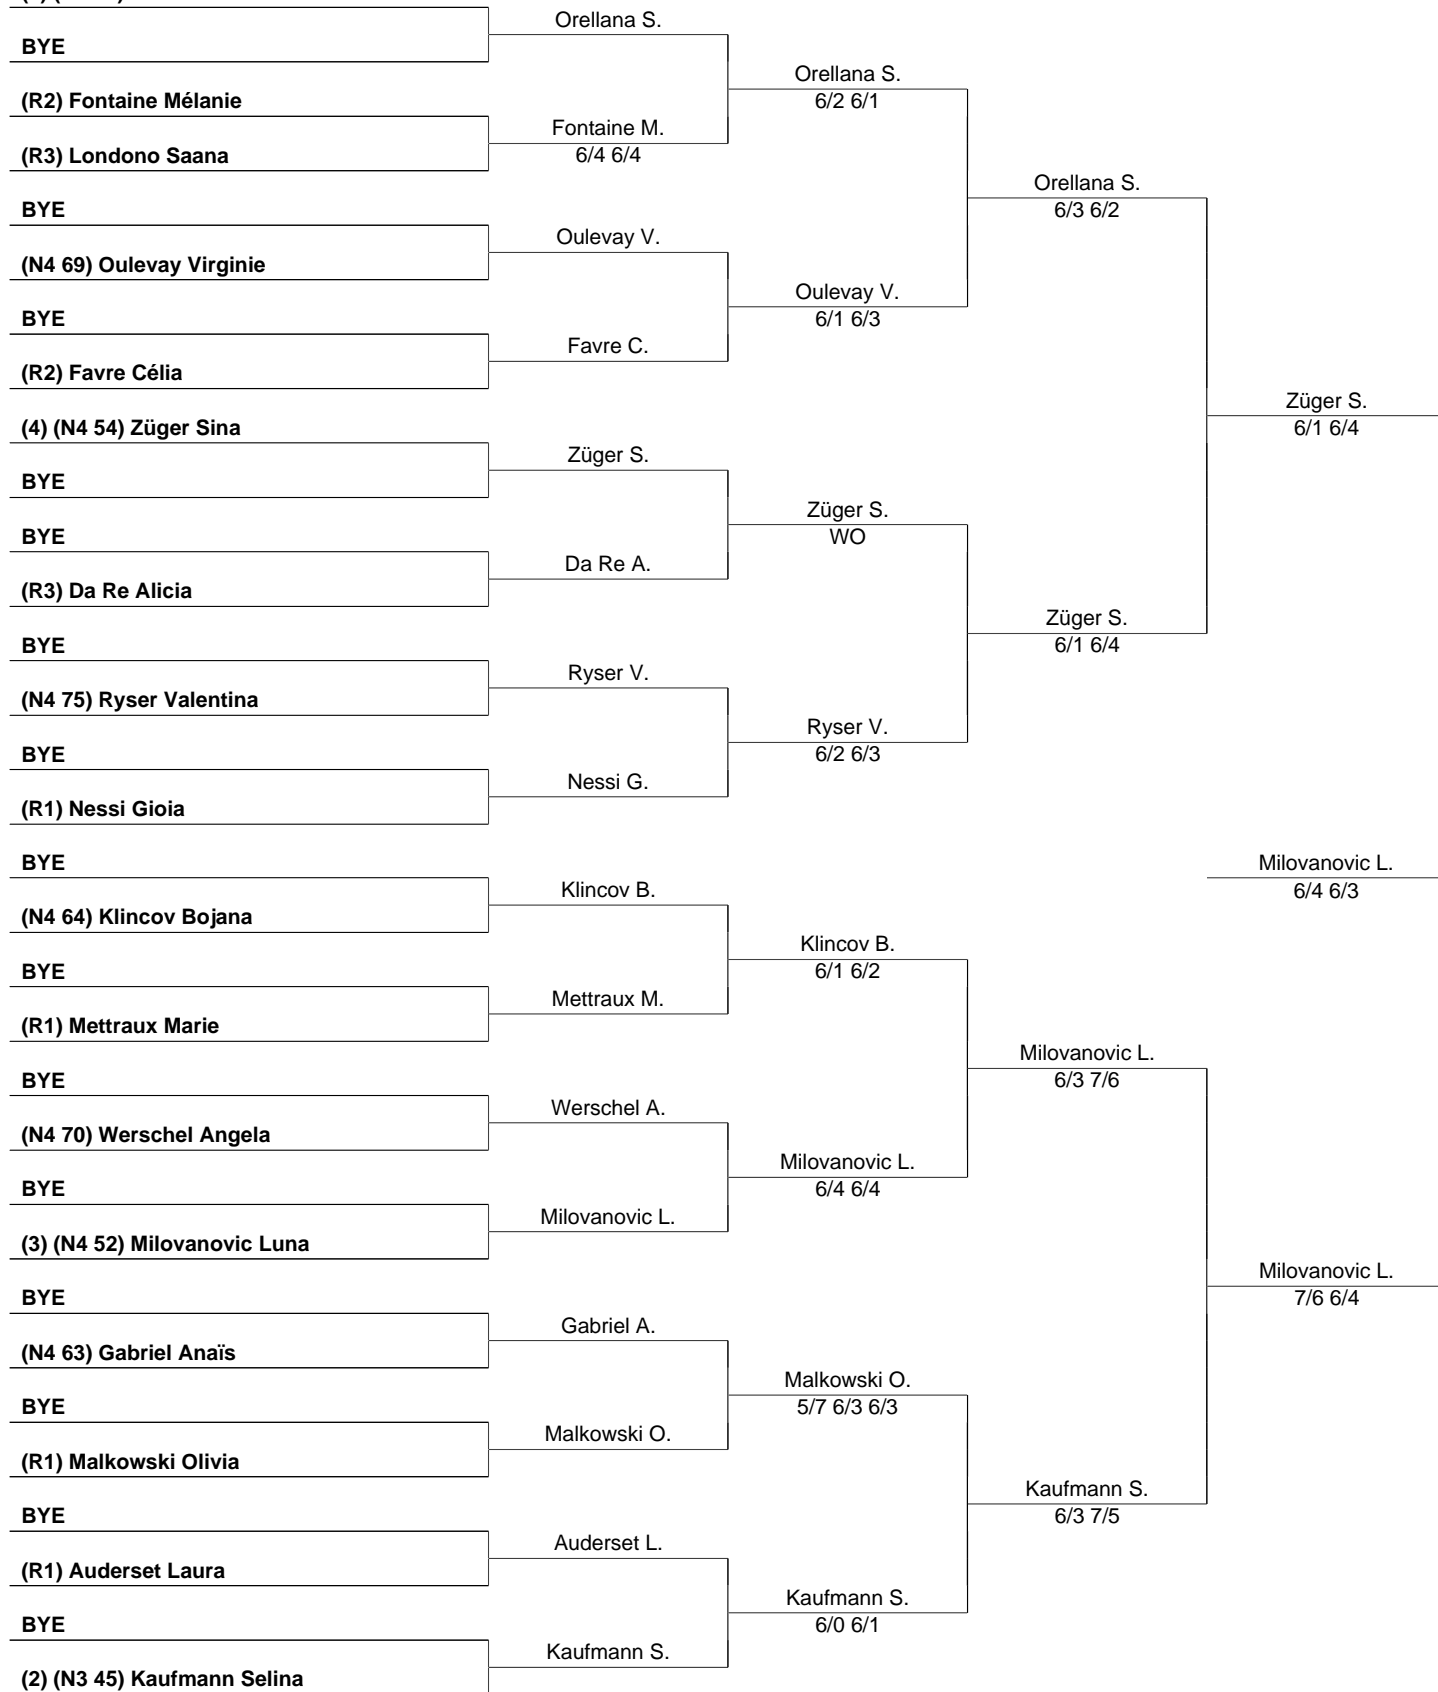 BYE
(R2) Fontaine Mélanie
(R3) Londono Saana
BYE
(N4 69) Oulevay Virginie
BYE
(R2) Favre Célia
(4) (N4 54) Züger Sina
BYE
BYE
(R3) Da Re Alicia
BYE
(N4 75) Ryser Valentina
BYE
(R1) Nessi Gioia
BYE
(N4 64) Klincov Bojana
BYE
(R1) Mettraux Marie
BYE
(N4 70) Werschel Angela
BYE
(3) (N4 52) Milovanovic Luna
BYE
(N4 63) Gabriel Anaïs
BYE
(R1) Malkowski Olivia
BYE
(R1) Auderset Laura
BYE
(2) (N3 45) Kaufmann Selina
Orellana S.
Fontaine M.
6/4 6/4
Oulevay V.
Favre C.
Züger S.
Da Re A.
Ryser V.
Nessi G.
Klincov B.
Mettraux M.
Werschel A.
Milovanovic L.
Gabriel A.
Malkowski O.
Auderset L.
Kaufmann S.
Orellana S.
6/2 6/1
Oulevay V.
6/1 6/3
Züger S.
WO
Ryser V.
6/2 6/3
Klincov B.
6/1 6/2
Milovanovic L.
6/4 6/4
Malkowski O.
5/7 6/3 6/3
Kaufmann S.
6/0 6/1
Orellana S.
6/3 6/2
Züger S.
6/1 6/4
Milovanovic L.
6/3 7/6
Kaufmann S.
6/3 7/5
Züger S.
6/1 6/4
Milovanovic L.
6/4 6/3
Milovanovic L.
7/6 6/4